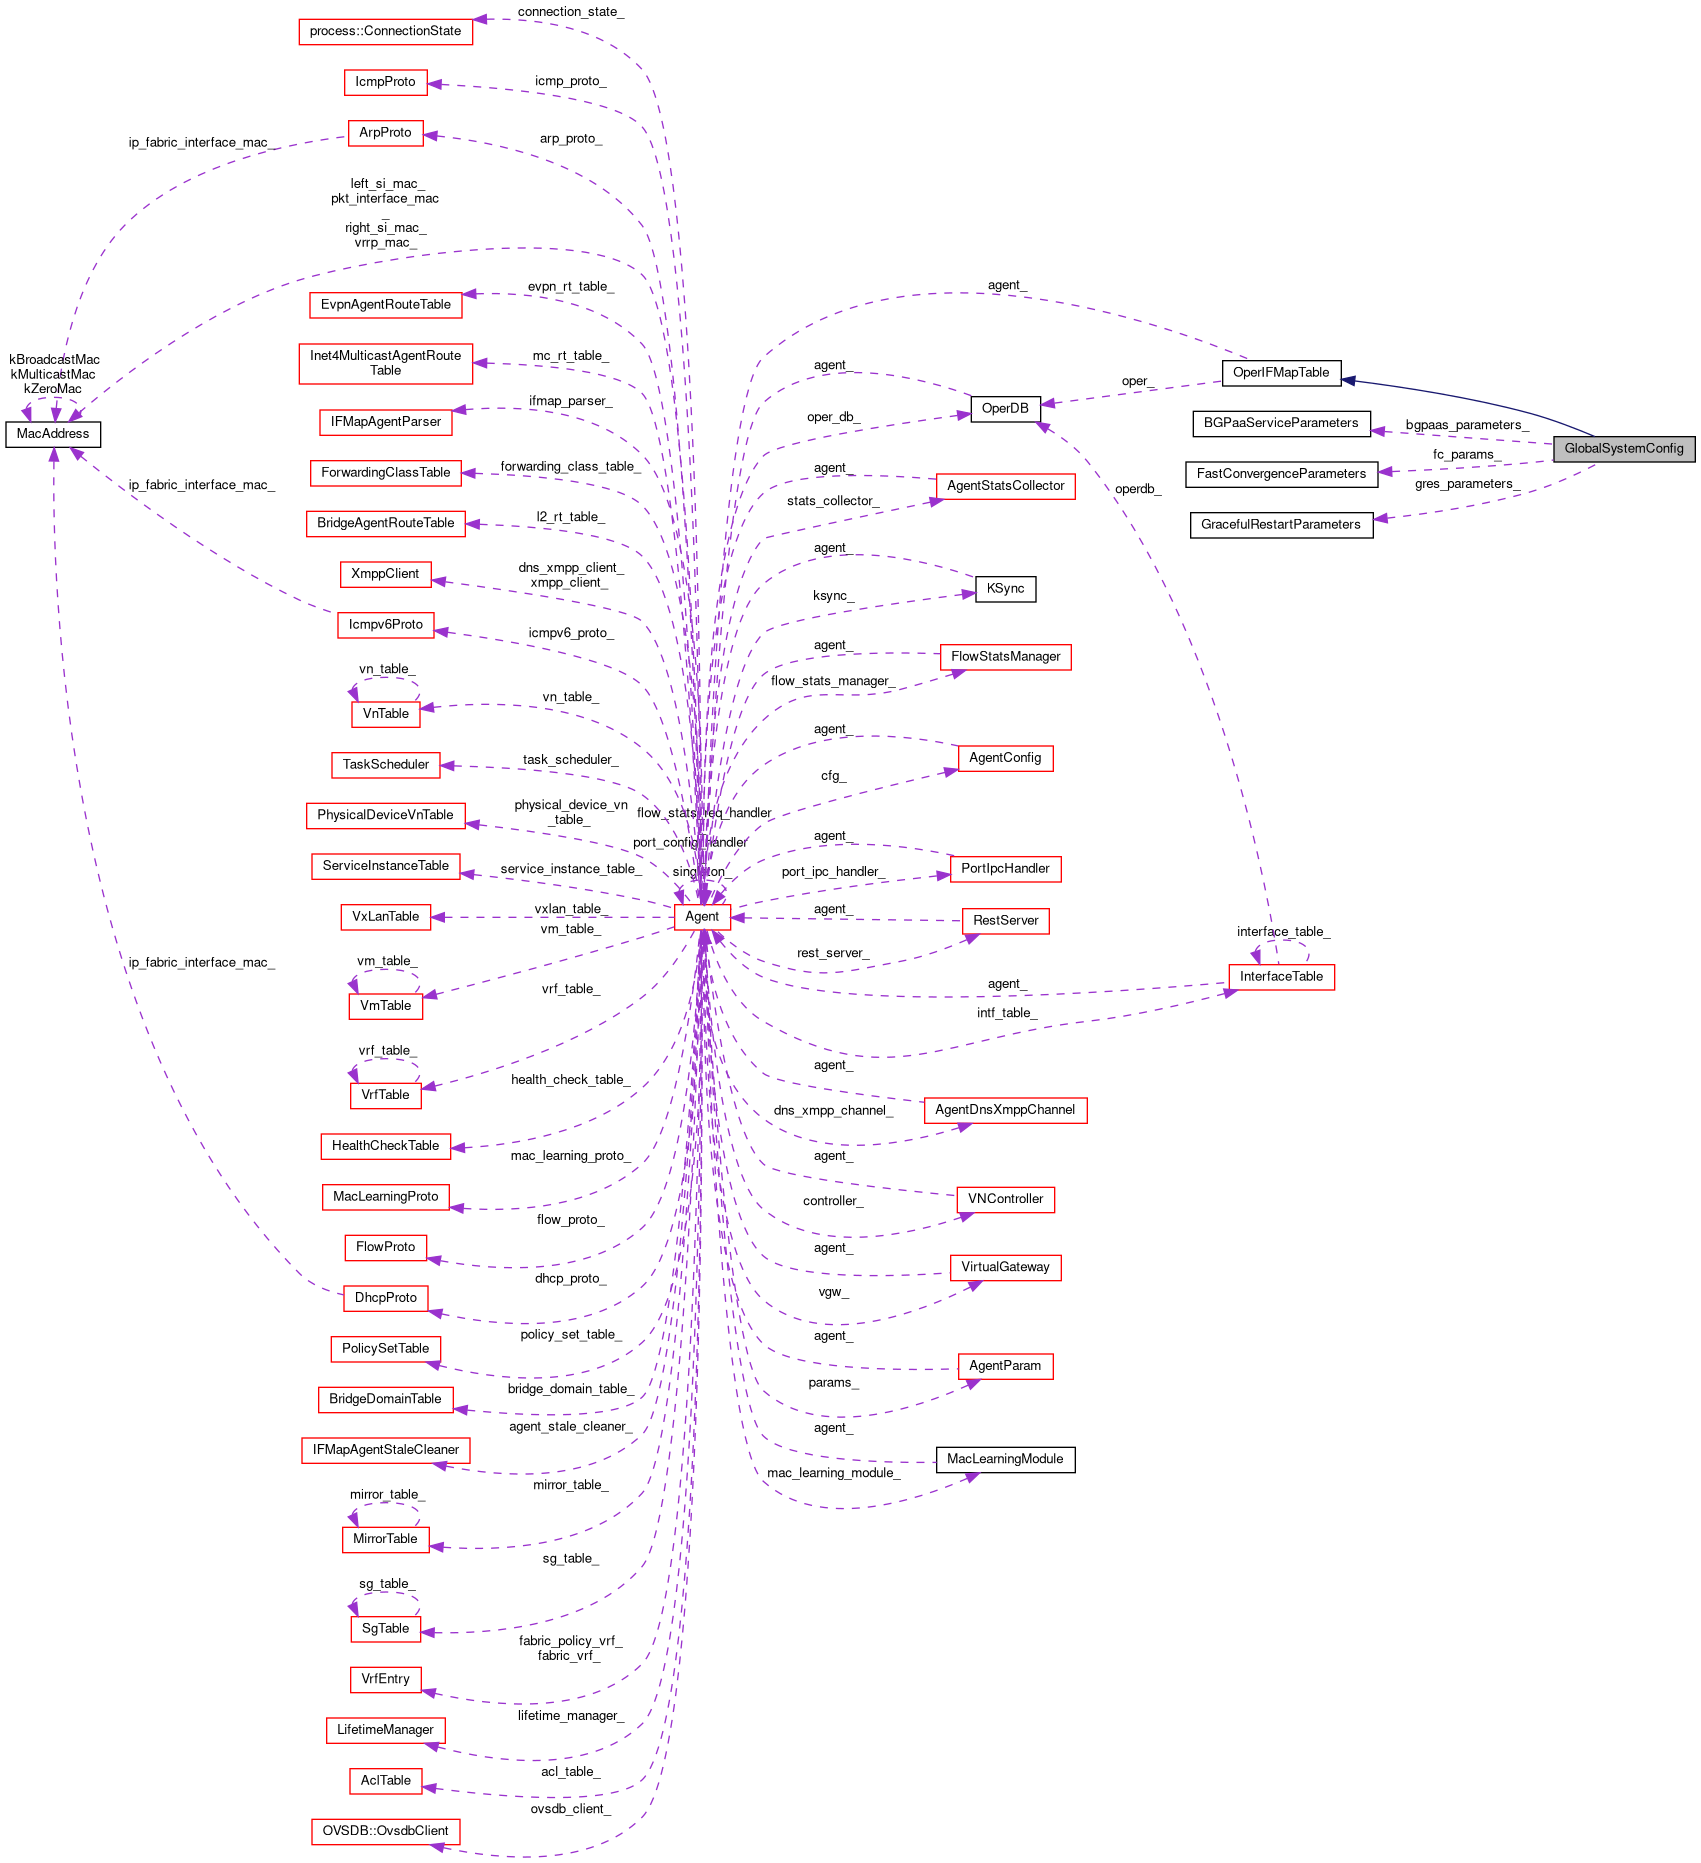 connection_state_
process::ConnectionState
icmp_proto_
IcmpProto
arp_proto_
ArpProto
ip_fabric_interface_mac_
left_si_mac_
pkt_interface_mac
_
right_si_mac_
vrrp_mac_
evpn_rt_table_
EvpnAgentRouteTable
agent_
mc_rt_table_
Inet4MulticastAgentRoute
Table
kBroadcastMac
kMulticastMac
kZeroMac
MacAddress
agent_
OperIFMapTable
oper_
ifmap_parser_
IFMapAgentParser
oper_db_
OperDB
BGPaaServiceParameters
bgpaas_parameters_
GlobalSystemConfig
fc_params_
FastConvergenceParameters
gres_parameters_
GracefulRestartParameters
operdb_
forwarding_class_table_
ForwardingClassTable
agent_
AgentStatsCollector
stats_collector_
ip_fabric_interface_mac_
l2_rt_table_
BridgeAgentRouteTable
agent_
KSync
ksync_
dns_xmpp_client_
xmpp_client_
XmppClient
icmpv6_proto_
Icmpv6Proto
agent_
FlowStatsManager
flow_stats_manager_
vn_table_
vn_table_
VnTable
agent_
AgentConfig
cfg_
task_scheduler_
TaskScheduler
physical_device_vn
_table_
PhysicalDeviceVnTable
flow_stats_req_handler
_
port_config_handler
_
singleton_
Agent
agent_
PortIpcHandler
port_ipc_handler_
service_instance_table_
ServiceInstanceTable
vxlan_table_
VxLanTable
agent_
RestServer
rest_server_
interface_table_
InterfaceTable
agent_
intf_table_
vm_table_
vm_table_
VmTable
ip_fabric_interface_mac_
vrf_table_
vrf_table_
VrfTable
agent_
AgentDnsXmppChannel
dns_xmpp_channel_
health_check_table_
HealthCheckTable
mac_learning_proto_
MacLearningProto
agent_
VNController
controller_
flow_proto_
FlowProto
agent_
VirtualGateway
vgw_
dhcp_proto_
DhcpProto
policy_set_table_
PolicySetTable
agent_
AgentParam
params_
bridge_domain_table_
BridgeDomainTable
agent_stale_cleaner_
IFMapAgentStaleCleaner
agent_
MacLearningModule
mac_learning_module_
mirror_table_
mirror_table_
MirrorTable
sg_table_
sg_table_
SgTable
fabric_policy_vrf_
fabric_vrf_
VrfEntry
lifetime_manager_
LifetimeManager
acl_table_
AclTable
ovsdb_client_
OVSDB::OvsdbClient